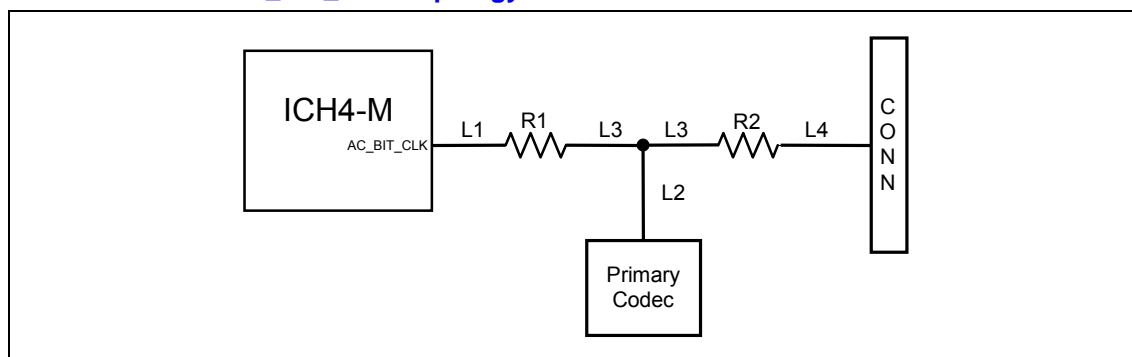 ICH4-M
AC_BIT_CLK
L1
R1
L3
L3
R2
L4
L2
Primary
Codec
C
O
N
N